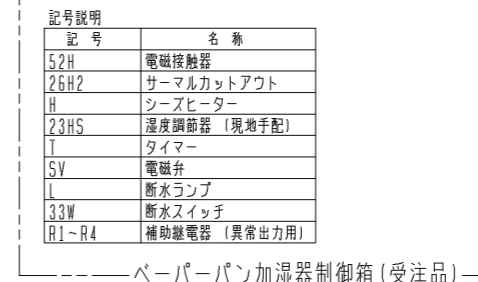 記号説明
記 号 名 称
52H 電磁接触器
26H2 サーマルカットアウト
H シーズヒーター
23HS 湿度調節器 (現地手配)
T タイマー
SV 電磁弁
L 断水ランプ
33W 断水スイッチ
R1~R4 補助継電器 (異常出力用)
ベーパーパン加湿器制御箱(受注品)